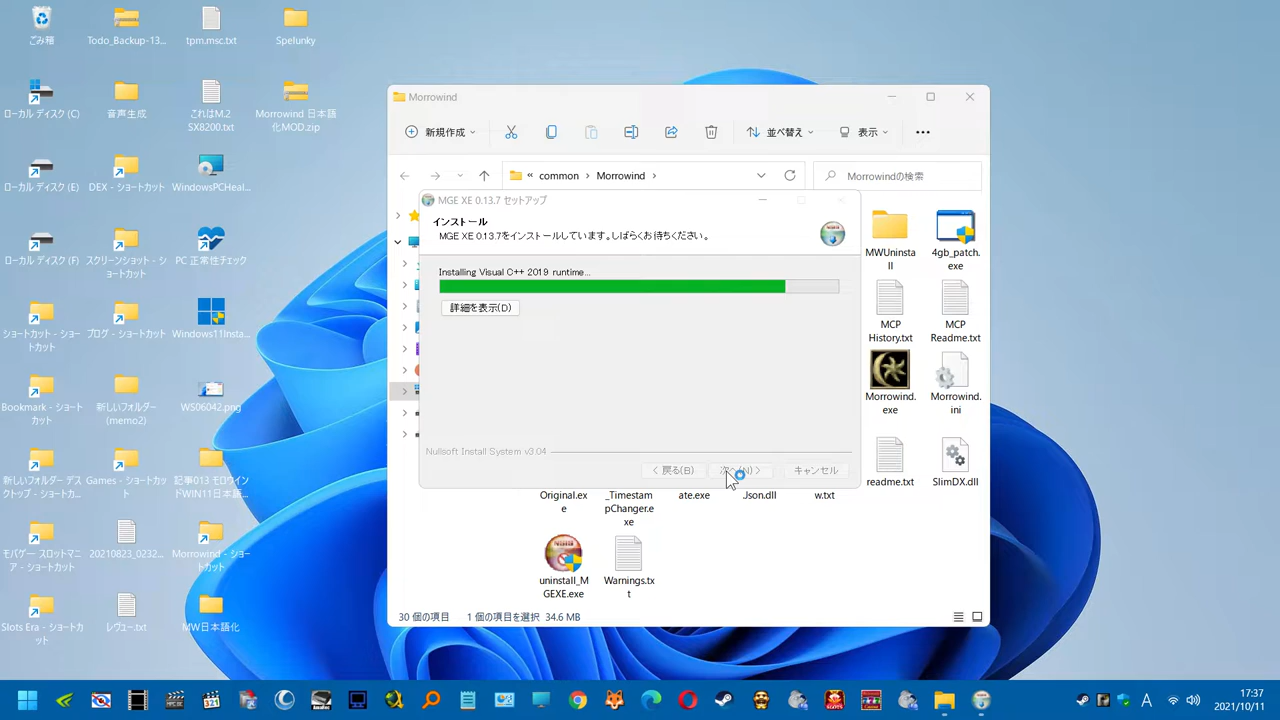 ごみ箱
Todo_Backup-13...
tpm.msc.txt
Spelunky
ローカル ディスク (C)
音声生成
これはM.2
SX8200.txt
Morrowind 日本語
化MOD.zip
ローカル ディスク (E)
DEX - ショートカット
WindowsPCHeal...
ローカル ディスク (F)
スクリーンショット - シ
ョートカット
PC 正常性チェック
ショートカット - ショー
トカット
ブログ - ショートカット
Windows11Insta...
Bookmark - ショート
カット
新しいフォルダー
(memo2)
WS06042.png
新しいフォルダー デス
クトップ - ショートカッ
ト
Games - ショートカ
ット
記事013 モロウイン
ドWIN11日本語...
モバゲー スロットマニ
ア - ショートカット
20210823_0232...
Morrowind - ショ
ートカット
Slots Era - ショートカ
ット
レヴュー.txt
MW日本語化
Morrowind
新規作成
並べ替え
表示
« common › Morrowind ›
Morrowindの検索
MGE XE 0.13.7 セットアップ
インストール
MGE XE 0.13.7をインストールしています。しばらくお待ちください。
Installing Visual C++ 2019 runtime...
詳細を表示(D)
Nullsoft Install System v3.04
< 戻る(B)
キャンセル
MWUninsta
ll
4gb_patch.
exe
MCP
History.txt
MCP
Readme.txt
Morrowind.
exe
Morrowind.
ini
readme.txt
SlimDX.dll
Original.ex
e
_Timestam
pChanger.e
xe
ate.exe
Json.dll
w.txt
uninstall_M
GEXE.exe
Warnings.tx
t
30 個の項目
1 個の項目を選択 34.6 MB
A
17:37
2021/10/11